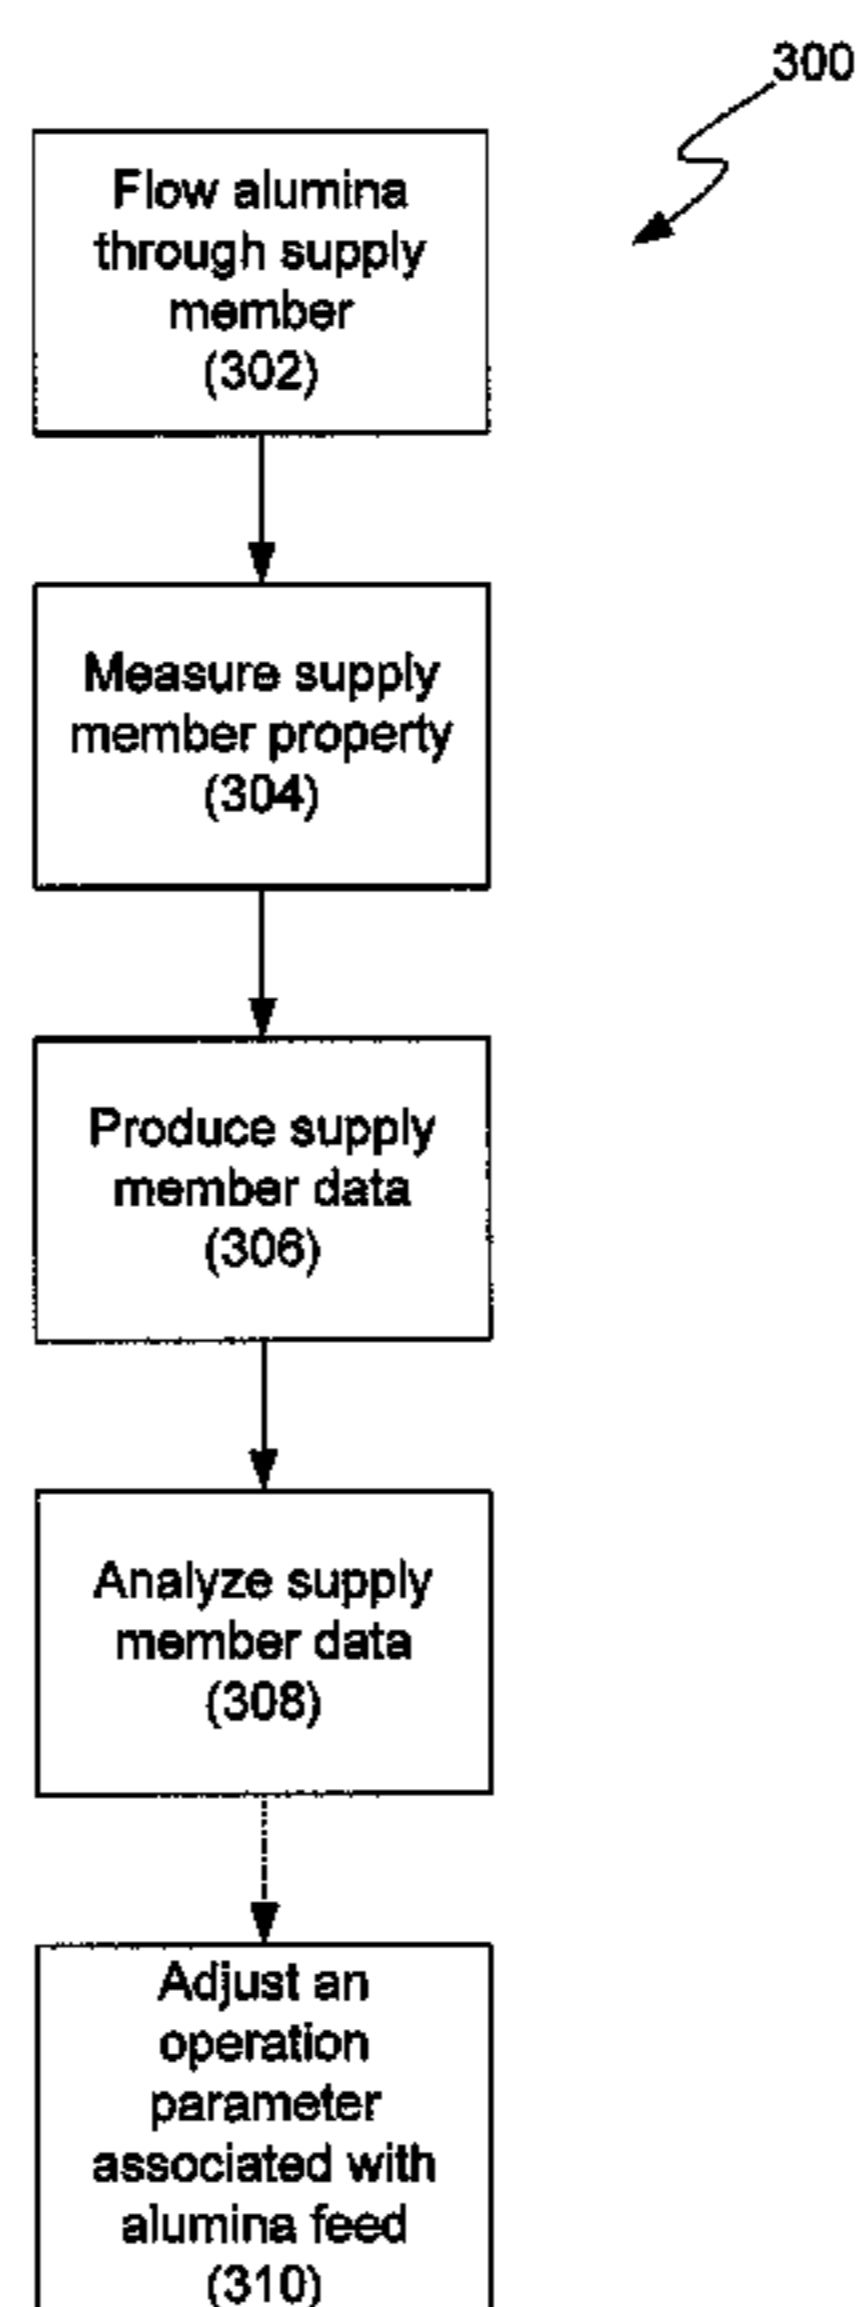 300
Flow alumina
through supply
member
(302)
Measure supply
member property
(304)
Produce supply
member data
(306)
Analyze supply
member data
(308)
Adjust an
operation
parameter
associated with
alumina feed
(310)